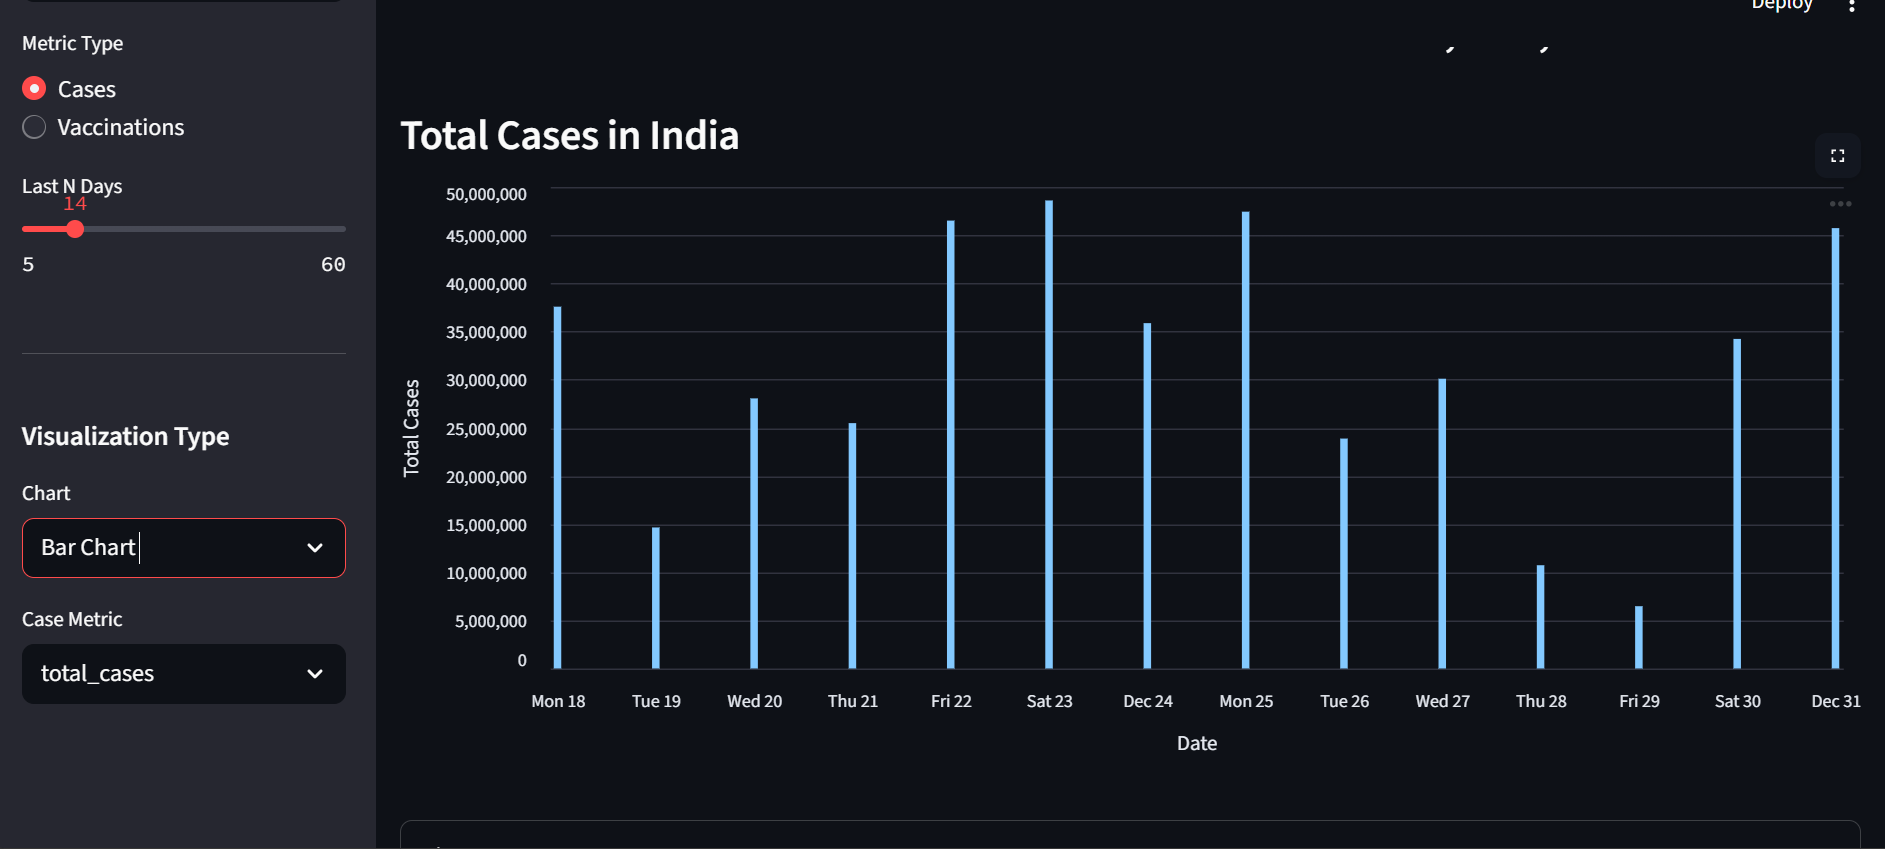 Deploy
Metric Type
Cases
Vaccinations
Last N Days
14
5 60
Visualization Type
Chart
Bar Chart
Case Metric
total_cases
Total Cases in India
50,000,000
45,000,000
40,000,000
35,000,000
30,000,000
25,000,000
20,000,000
15,000,000
10,000,000
5,000,000
0
Total Cases
Mon 18 Tue 19 Wed 20 Thu 21 Fri 22 Sat 23 Dec 24 Mon 25 Tue 26 Wed 27 Thu 28 Fri 29 Sat 30 Dec 31
Date